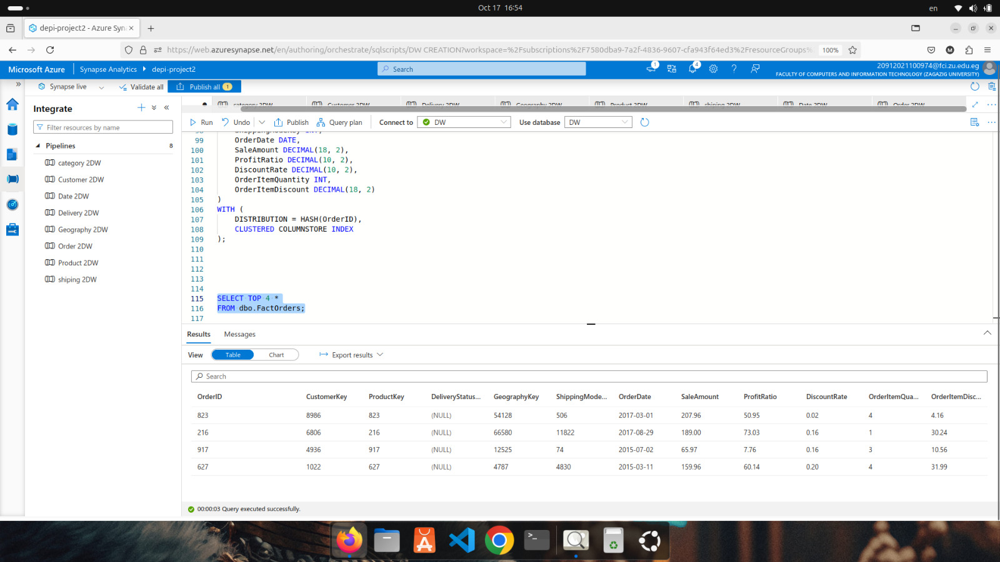 Oct 17 16:54
en
depi-project2 - Azure Syn
https://web.azuresynapse.net/en/authoring/orchestrate/sqlscripts/DW CREATION?workspace=%2Fsubscriptions%2F7580dba9-7a2f-4836-9607-cfa943f64ed3%2FresourceGroups%
100%
Microsoft Azure
Synapse Analytics
depi-project2
Search
1
4
20912021100974@fci.zu.edu.eg
FACULTY OF COMPUTERS AND INFORMATION TECHNOLOGY (ZAGAZIG UNIVERSITY)
Synapse live
Validate all
Publish all 1
Integrate
category 2DW
Customer 2DW
Delivery 2DW
Geography 2DW
Product 2DW
shiping 2DW
Date 2DW
Order 2DW
Run
Undo
Publish
Query plan
Connect to
DW
Use database
DW
Filter resources by name
Pipelines
8
category 2DW
Customer 2DW
Date 2DW
Delivery 2DW
Geography 2DW
Order 2DW
Product 2DW
shiping 2DW
98 ShippingModeKey INT,
99 OrderDate DATE,
100 SaleAmount DECIMAL(18, 2),
101 ProfitRatio DECIMAL(10, 2),
102 DiscountRate DECIMAL(10, 2),
103 OrderItemQuantity INT,
104 OrderItemDiscount DECIMAL(18, 2)
105 )
106 WITH (
107 DISTRIBUTION = HASH(OrderID),
108 CLUSTERED COLUMNSTORE INDEX
109 );
110
111
112
113
114
115 SELECT TOP 4 *
116 FROM dbo.FactOrders;
117
Results
Messages
View
Table
Chart
Export results
Search
OrderID CustomerKey ProductKey DeliveryStatus... GeographyKey ShippingMode... OrderDate SaleAmount ProfitRatio DiscountRate OrderItemQua... OrderItemDisc...
823 8986 823 (NULL) 54128 506 2017-03-01 207.96 50.95 0.02 4 4.16
216 6806 216 (NULL) 66580 11822 2017-08-29 189.00 73.03 0.16 1 30.24
917 4936 917 (NULL) 12525 74 2015-07-02 65.97 7.76 0.16 3 10.56
627 1022 627 (NULL) 4787 4830 2015-03-11 159.96 60.14 0.20 4 31.99
00:00:03 Query executed successfully.